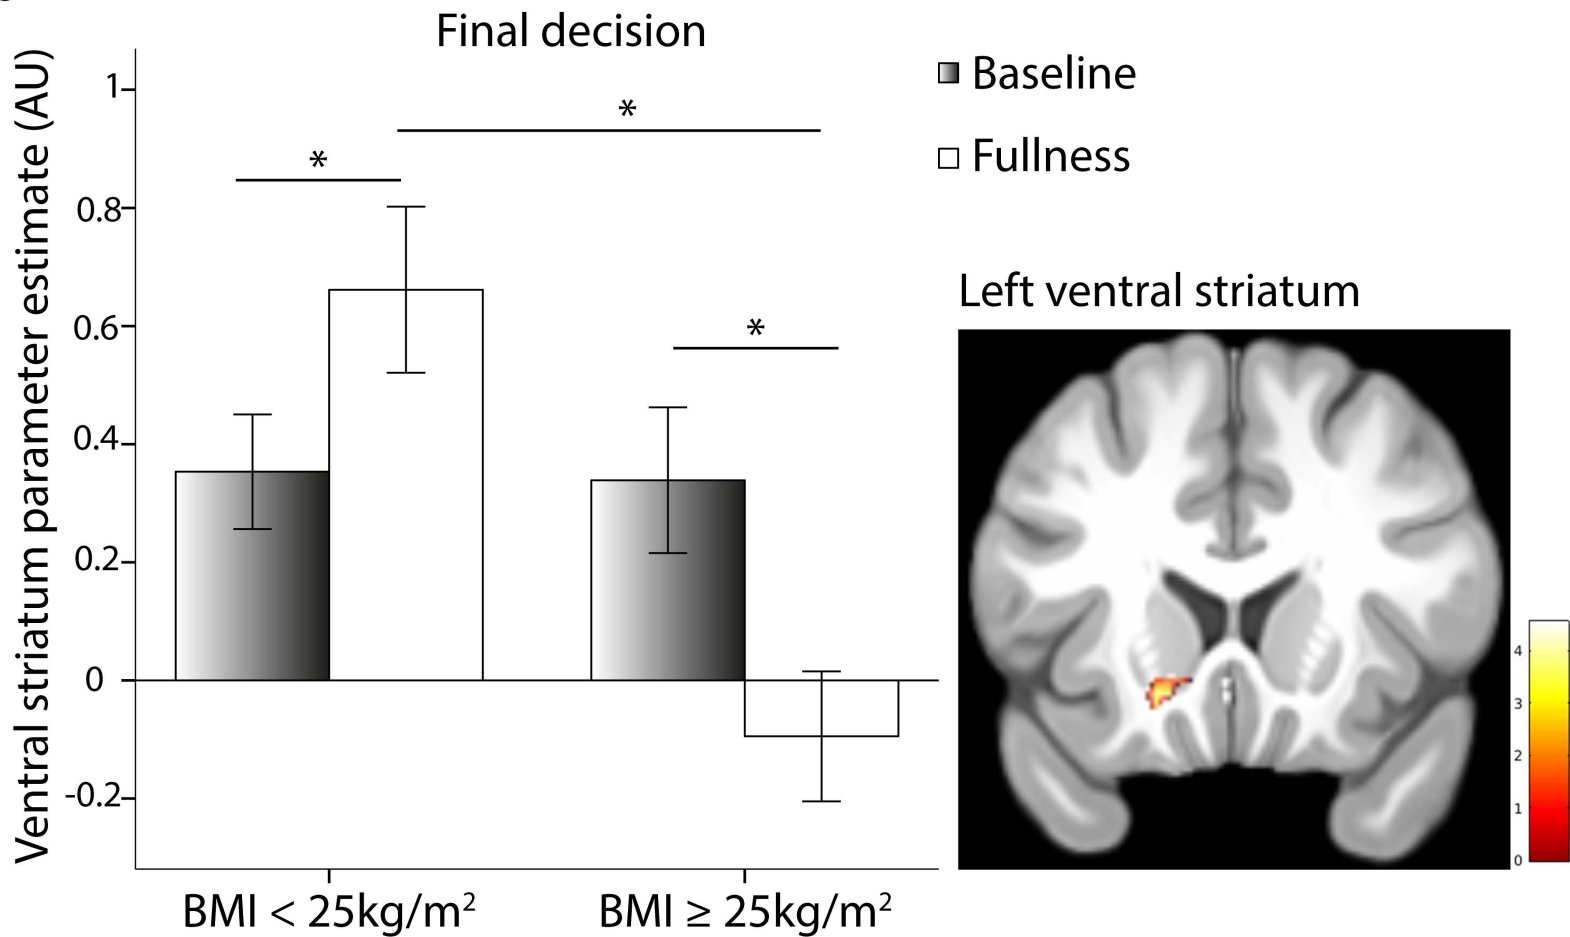 Final decision
Ventral striatum parameter estimate (AU)
1
0.8
0.6
0.4
0.2
0
-0.2
*
*
*
BMI < 25kg/m²
BMI ≥ 25kg/m²
Baseline
Fullness
Left ventral striatum
4
3
2
1
0